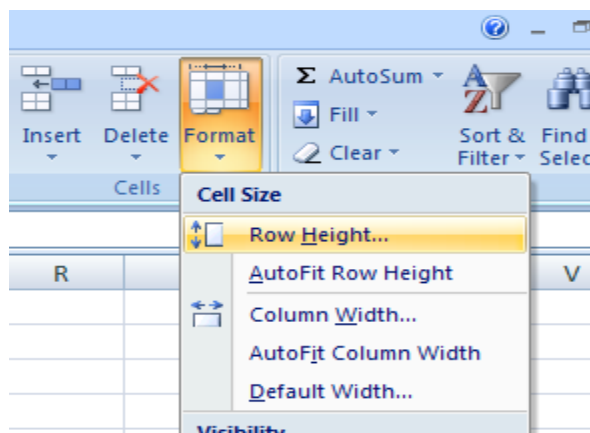 Insert Delete Format
Σ AutoSum
Fill
Clear
Sort & Filter
Find
Cells
Cell Size
Row Height...
AutoFit Row Height
R
V
Column Width...
AutoFit Column Width
Default Width...
Visibility